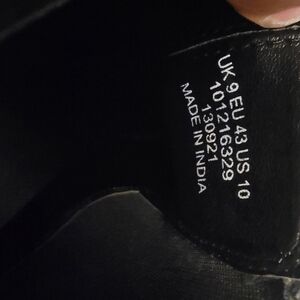 UK 9 EU 43 US 10
101216329
130921
MADE IN INDIA